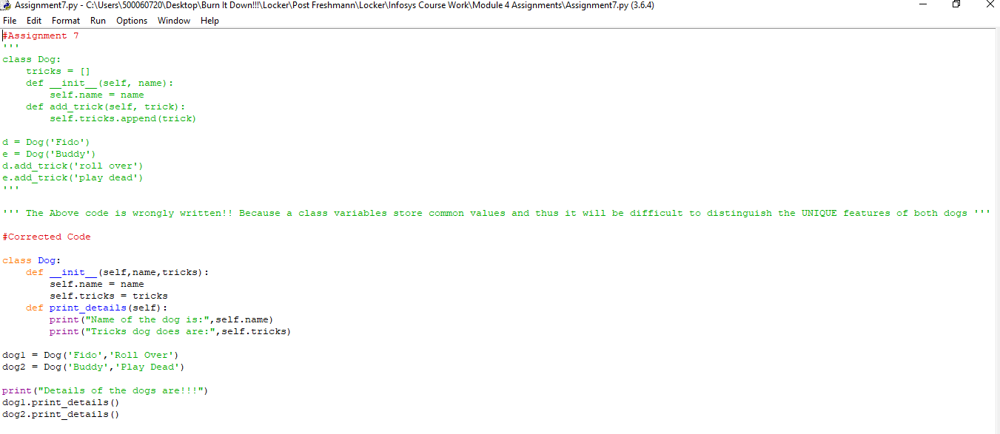 Assignment7.py - C:\Users\500060720\Desktop\Burn It Down!!!\Locker\Post Freshmann\Locker\Infosys Course Work\Module 4 Assignments\Assignment7.py (3.6.4)
File Edit Format Run Options Window Help
#Assignment 7
'''
class Dog:
    tricks = []
    def __init__(self, name):
        self.name = name
    def add_trick(self, trick):
        self.tricks.append(trick)

d = Dog('Fido')
e = Dog('Buddy')
d.add_trick('roll over')
e.add_trick('play dead')
'''

''' The Above code is wrongly written!! Because a class variables store common values and thus it will be difficult to distinguish the UNIQUE features of both dogs '''

#Corrected Code

class Dog:
    def __init__(self,name,tricks):
        self.name = name
        self.tricks = tricks
    def print_details(self):
        print("Name of the dog is:",self.name)
        print("Tricks dog does are:",self.tricks)

dog1 = Dog('Fido','Roll Over')
dog2 = Dog('Buddy','Play Dead')

print("Details of the dogs are!!!")
dog1.print_details()
dog2.print_details()